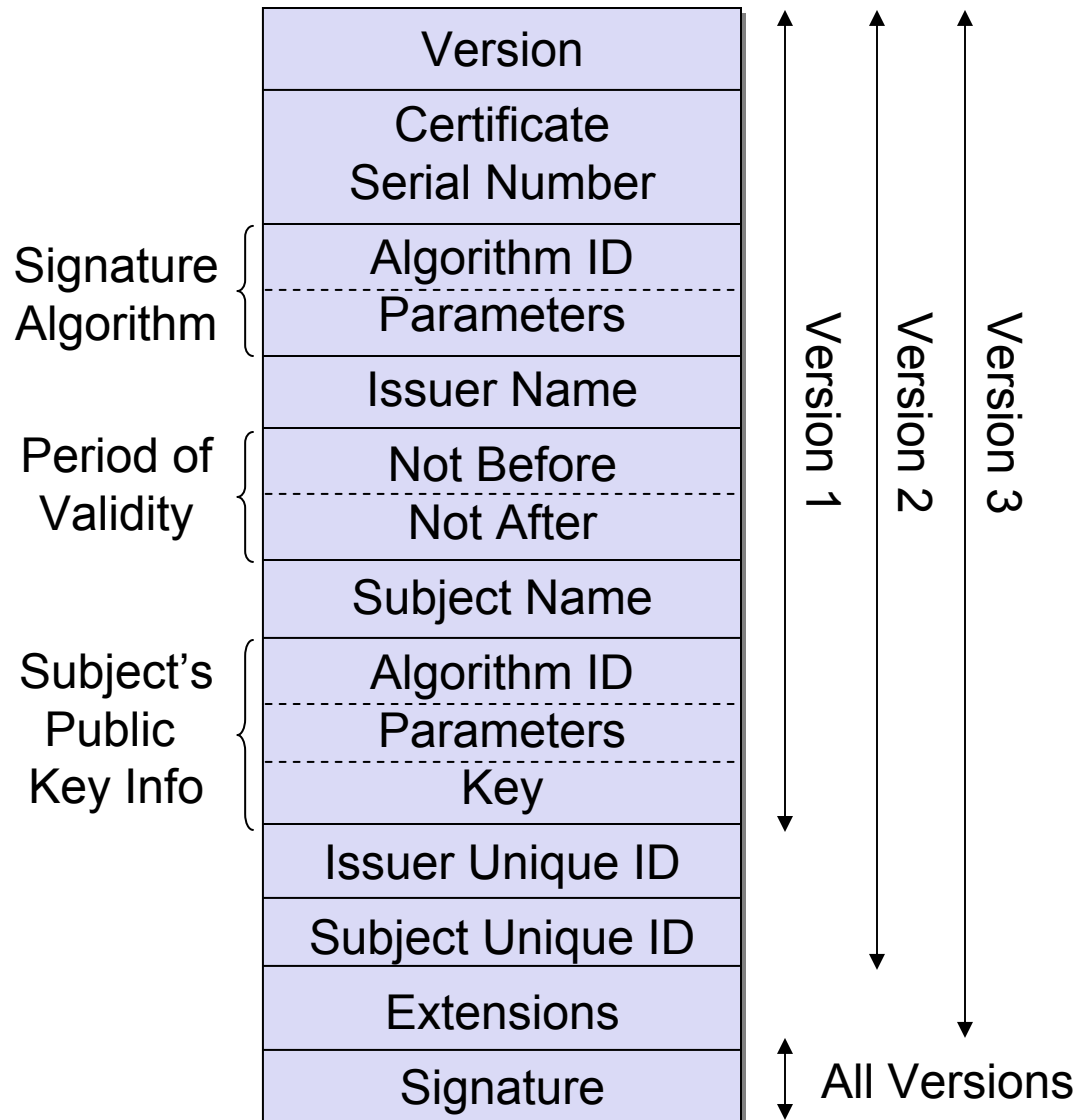 Version
Certificate
Serial Number
Signature
Algorithm
Algorithm ID
Parameters
Issuer Name
Period of
Validity
Not Before
Not After
Subject Name
Subject's
Public
Key Info
Algorithm ID
Parameters
Key
Issuer Unique ID
Subject Unique ID
Extensions
Signature
Version 1
Version 2
Version 3
All Versions